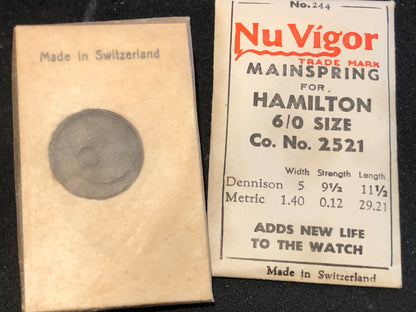 Made in Switzerland
No. 244
Nu Vígor
TRADE MARK
MAINSPRING
FOR
HAMILTON
6/0 SIZE
Co. No. 2521
Width Strength Length
Dennison 5 9½ 11½
Metric 1.40 0.12 29.21
ADDS NEW LIFE
TO THE WATCH
Made in Switzerland